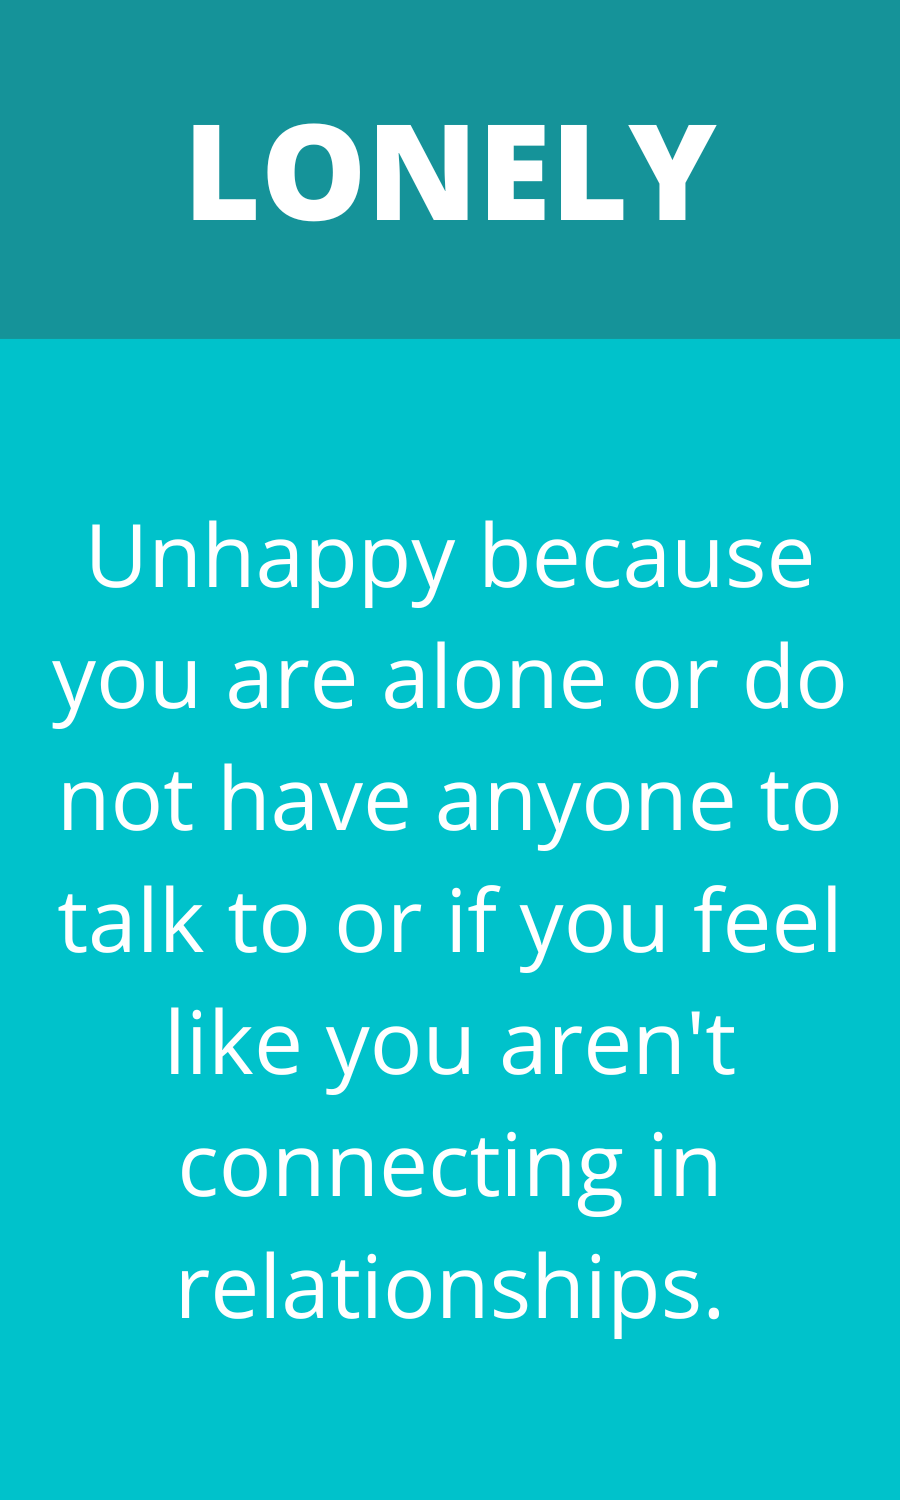 LONELY
Unhappy because
you are alone or do
not have anyone to
talk to or if you feel
like you aren't
connecting in
relationships.